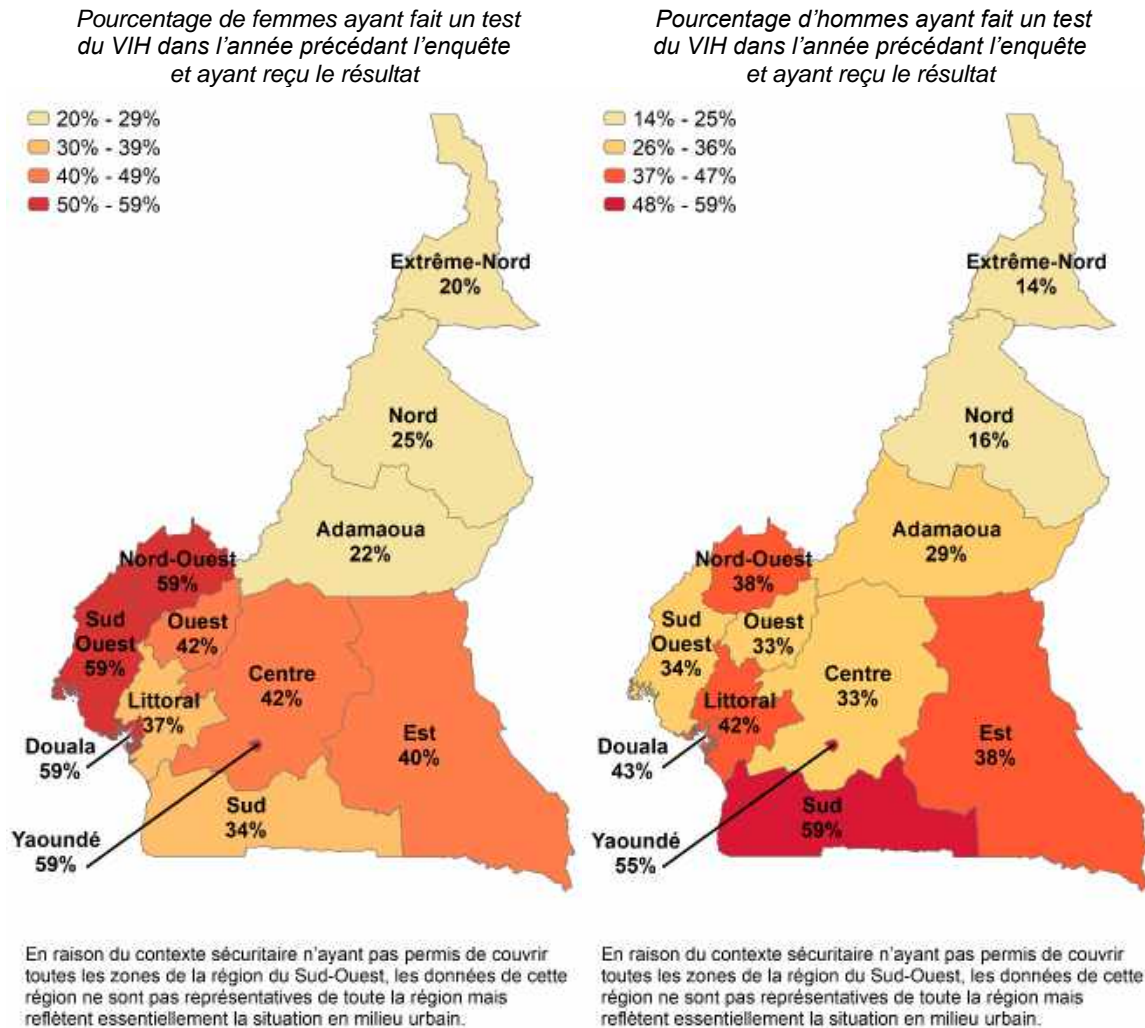 Pourcentage de femmes ayant fait un test
du VIH dans l’année précédant l’enquête
et ayant reçu le résultat
20% - 29%
30% - 39%
40% - 49%
50% - 59%
Extrême-Nord
20%
Nord
25%
Adamaoua
22%
Nord-Ouest
59%
Sud
Ouest
59%
Ouest
42%
Centre
42%
Littoral
37%
Est
40%
Douala
59%
Sud
34%
Yaoundé
59%
En raison du contexte sécuritaire n’ayant pas permis de couvrir
toutes les zones de la région du Sud-Ouest, les données de cette
région ne sont pas représentatives de toute la région mais
reflètent essentiellement la situation en milieu urbain.
Pourcentage d’hommes ayant fait un test
du VIH dans l’année précédant l’enquête
et ayant reçu le résultat
14% - 25%
26% - 36%
37% - 47%
48% - 59%
Extrême-Nord
14%
Nord
16%
Adamaoua
29%
Nord-Ouest
38%
Sud
Ouest
34%
Ouest
33%
Centre
33%
Littoral
42%
Est
38%
Douala
43%
Sud
59%
Yaoundé
55%
En raison du contexte sécuritaire n’ayant pas permis de couvrir
toutes les zones de la région du Sud-Ouest, les données de cette
région ne sont pas représentatives de toute la région mais
reflètent essentiellement la situation en milieu urbain.